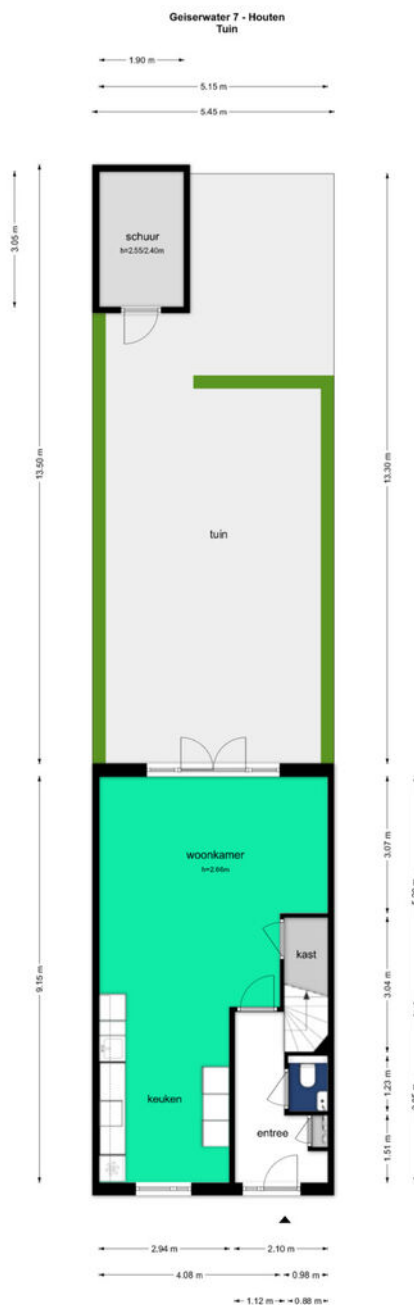 Geiserwater 7 - Houten
Tuin
1.90 m
5.15 m
5.45 m
3.05 m
schuur
h=2.55/2.40m
13.50 m
13.30 m
tuin
woonkamer
h=2.66m
3.07 m
kast
3.04 m
9.15 m
keuken
1.23 m
entree
1.51 m
2.94 m
2.10 m
4.08 m
0.98 m
1.12 m
0.88 m